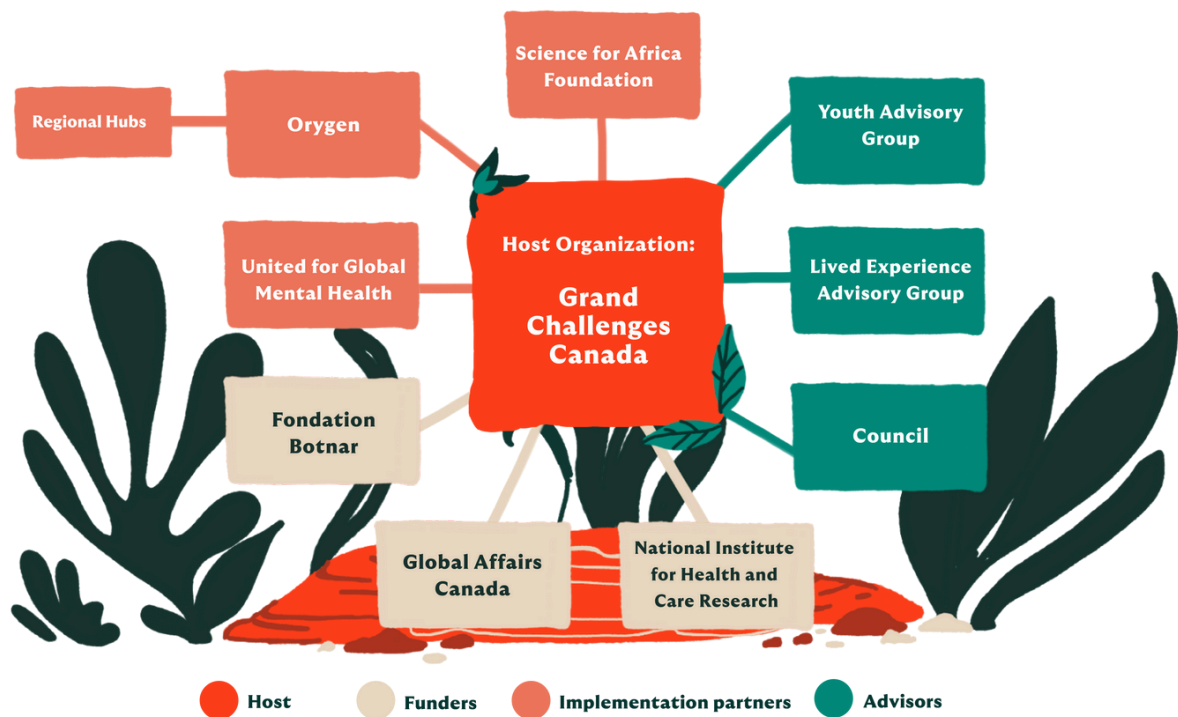 Science for Africa
Foundation
Regional Hubs
Orygen
Youth Advisory
Group
United for Global
Mental Health
Host Organization:
Grand
Challenges
Canada
Lived Experience
Advisory Group
Fondation
Botnar
Council
Global Affairs
Canada
National Institute
for Health and
Care Research
Host
Funders
Implementation partners
Advisors